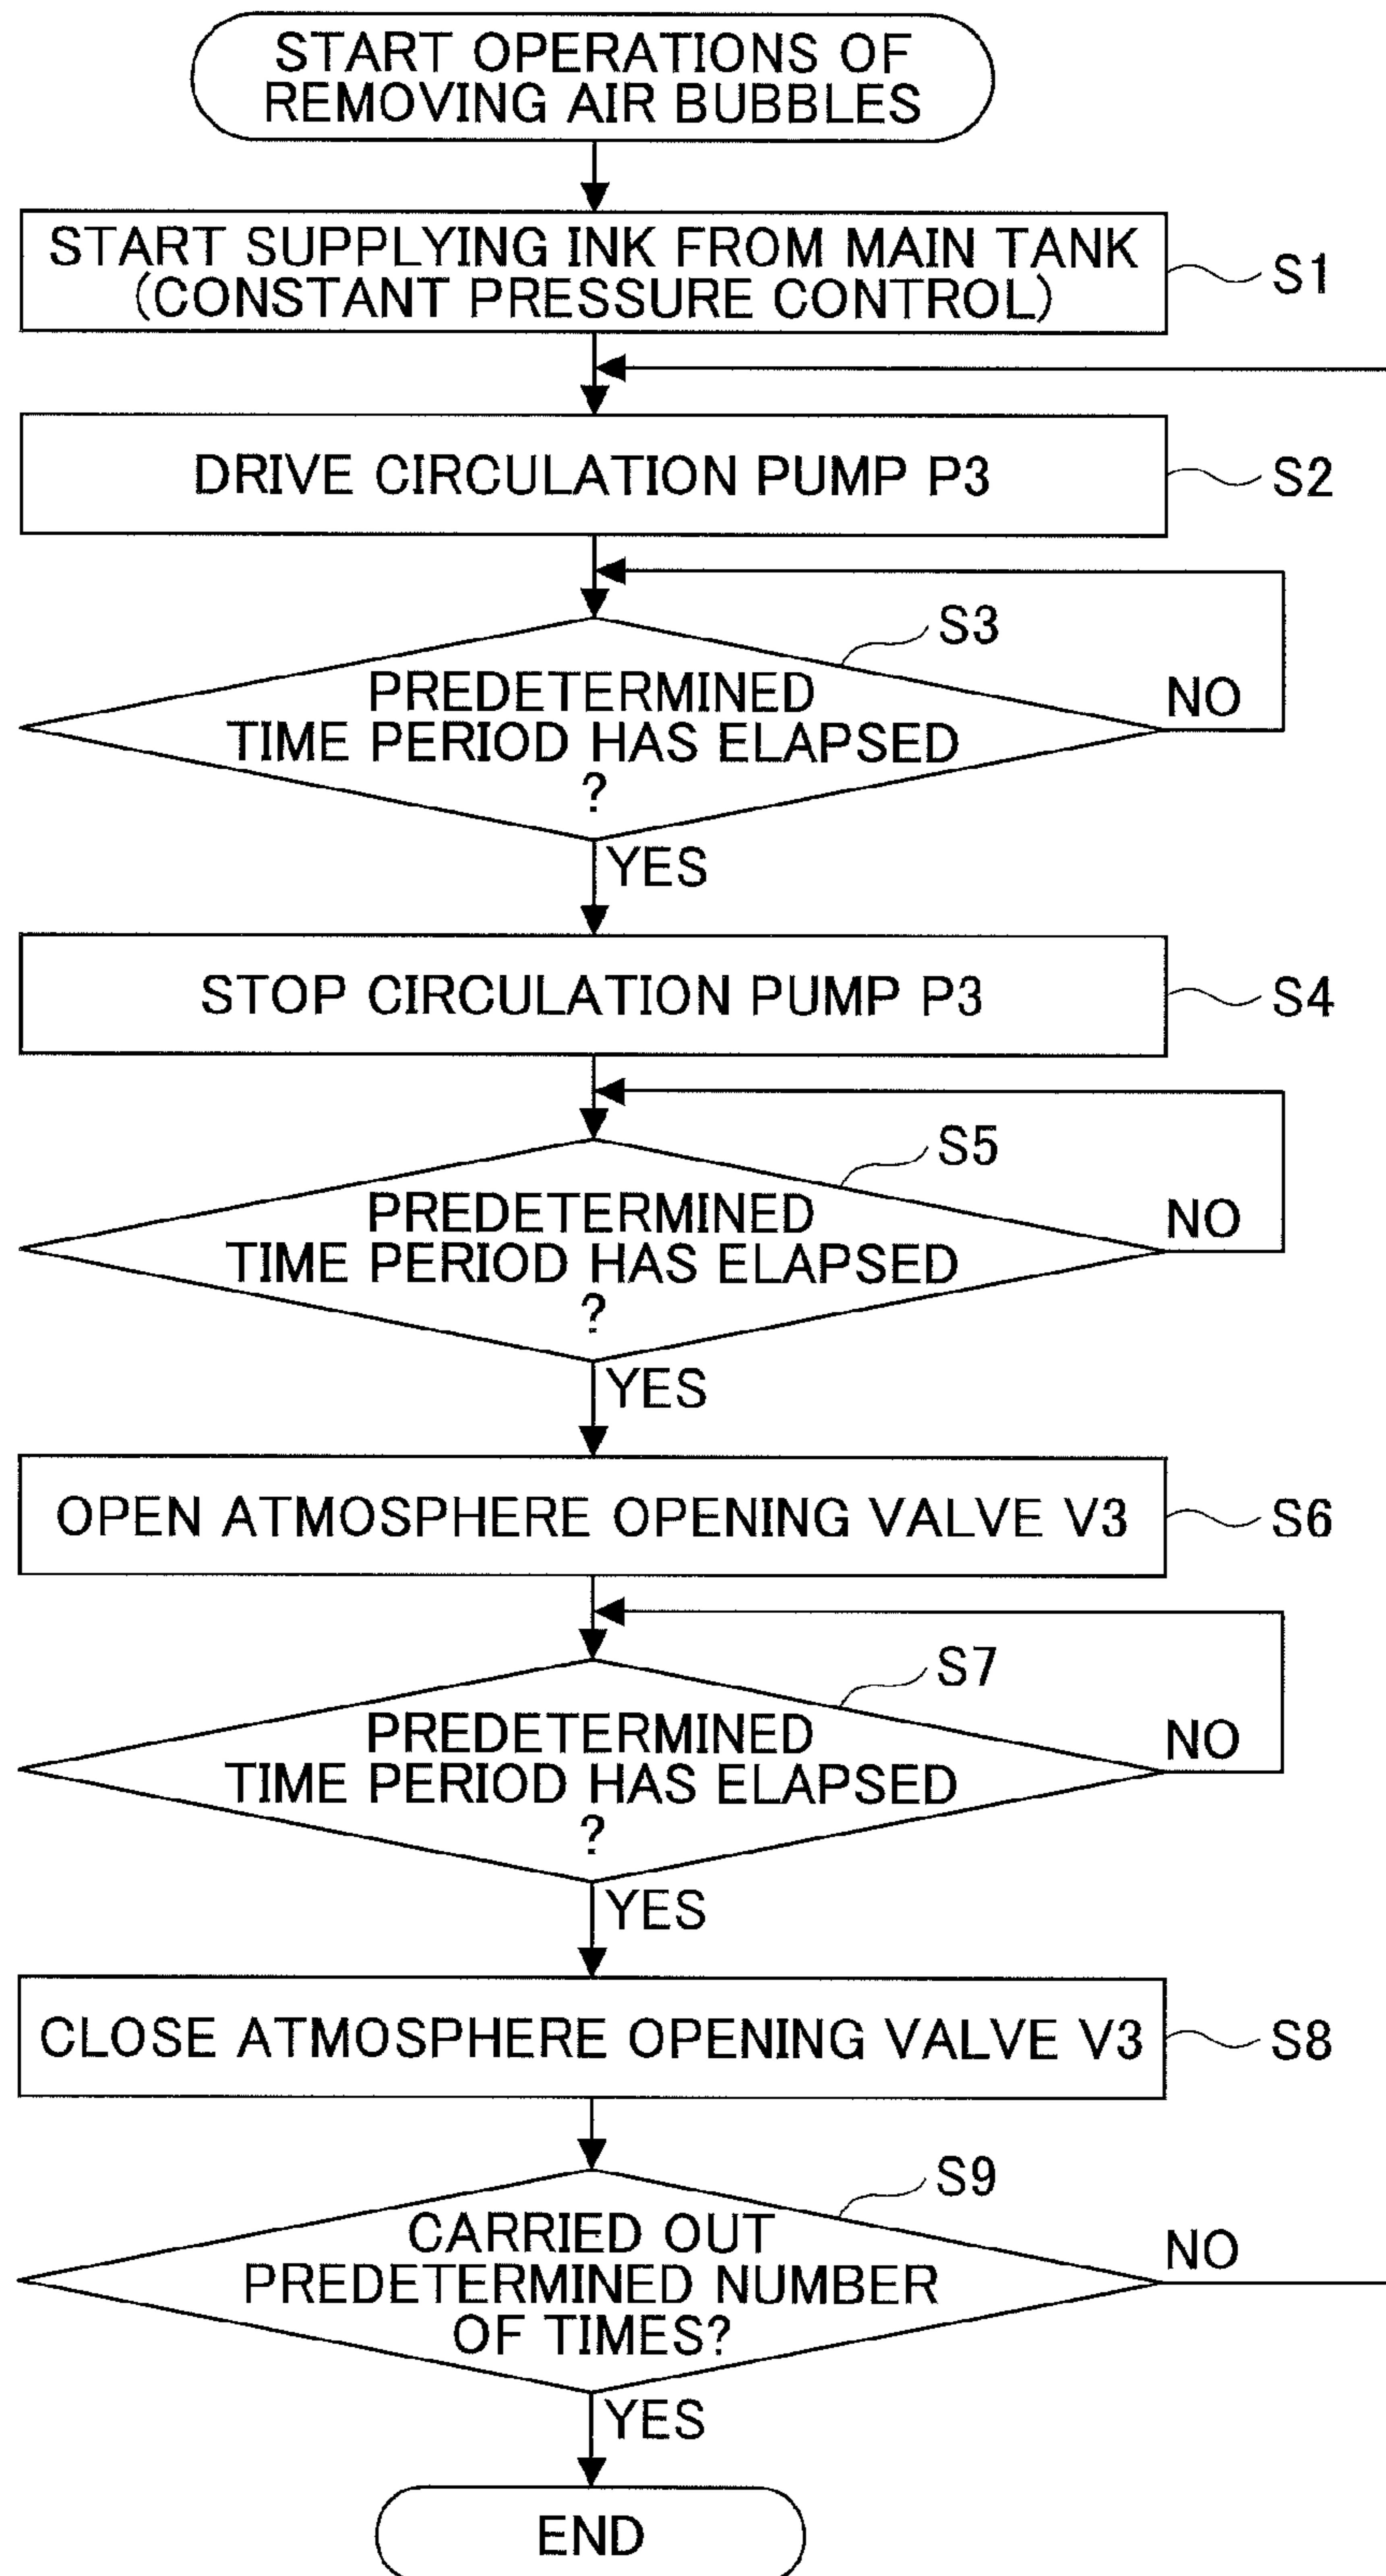 START OPERATIONS OF
REMOVING AIR BUBBLES
START SUPPLYING INK FROM MAIN TANK
(CONSTANT PRESSURE CONTROL)
S1
DRIVE CIRCULATION PUMP P3
S2
S3
PREDETERMINED
TIME PERIOD HAS ELAPSED
?
NO
YES
STOP CIRCULATION PUMP P3
S4
S5
PREDETERMINED
TIME PERIOD HAS ELAPSED
?
NO
YES
OPEN ATMOSPHERE OPENING VALVE V3
S6
S7
PREDETERMINED
TIME PERIOD HAS ELAPSED
?
NO
YES
CLOSE ATMOSPHERE OPENING VALVE V3
S8
S9
CARRIED OUT
PREDETERMINED NUMBER
OF TIMES?
NO
YES
END